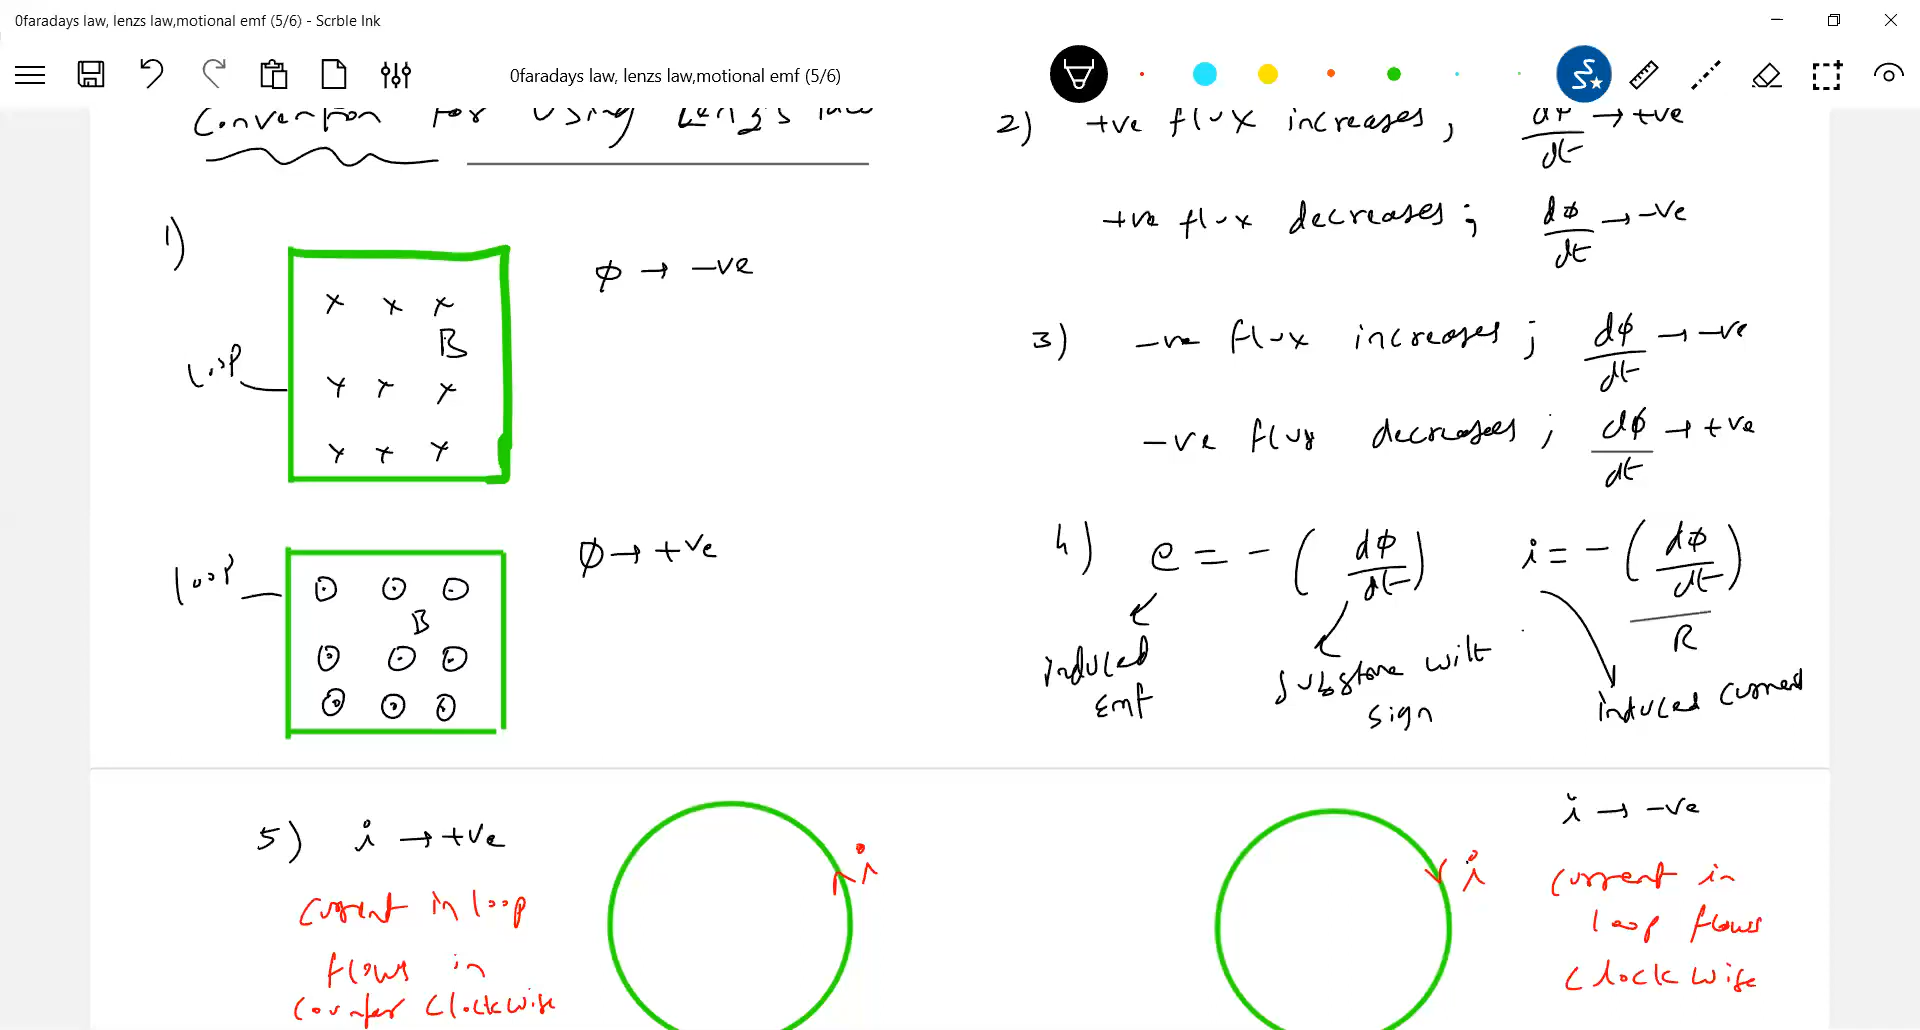 0faradays law, lenzs law,motional emf (5/6) - Scrble Ink
0faradays law, lenzs law,motional emf (5/6)
Convention for using Lenz's law
1)
loop
x x x
B
x x x
x x x
ϕ → -ve
loop
B
ϕ → +ve
2) +ve flux increases; dϕ/dt → +ve
+ve flux decreases; dϕ/dt → -ve
3) -ve flux increases; dϕ/dt → -ve
-ve flux decreases; dϕ/dt → +ve
4) e = - (dϕ/dt) i = - (dϕ/dt)/R
induced
emf
with
sign
induced current
5) i → +ve
current in loop
flows in
counter clockwise
i
i
i → -ve
current in
loop flows
clockwise